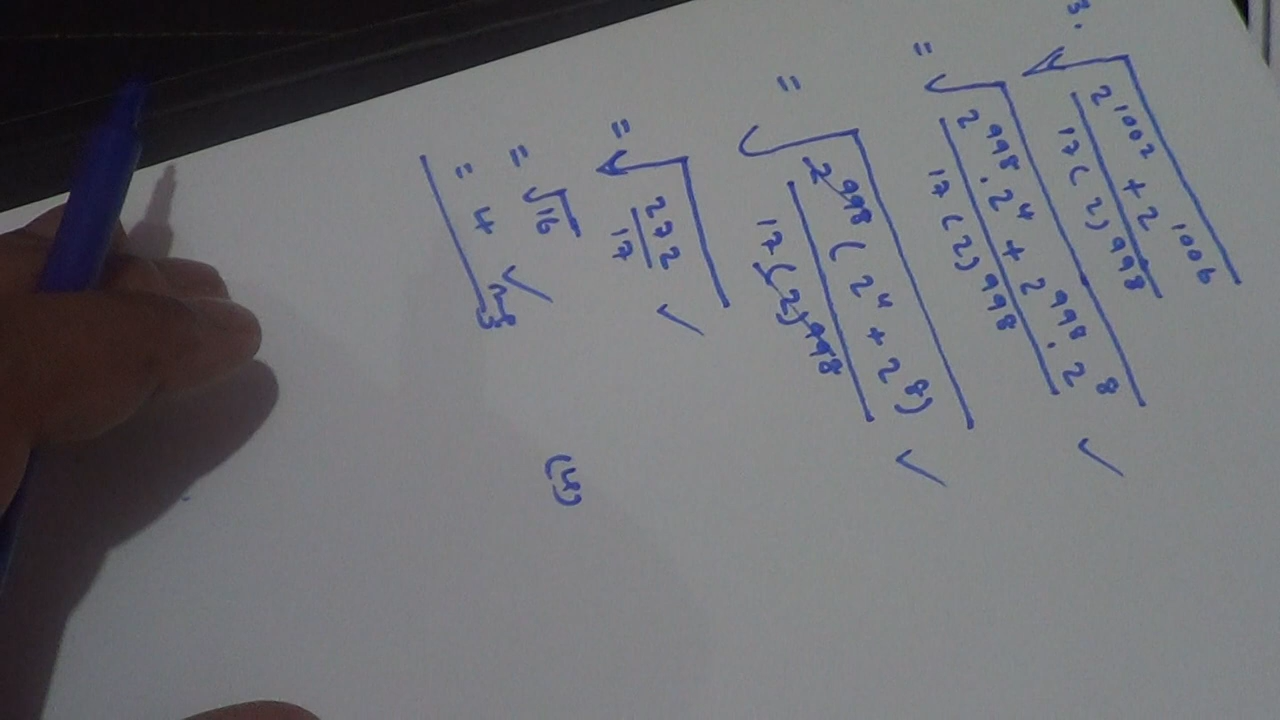 3. √((2^1002 + 2^1006) / (17(2)^998))
= √((2^998 . 2^4 + 2^998 . 2^8) / (17(2)^998)) ✓
= √((2^998 (2^4 + 2^8)) / (17(2)^998)) ✓
= √(272 / 17) ✓
= √16
= 4 ✓
(4)